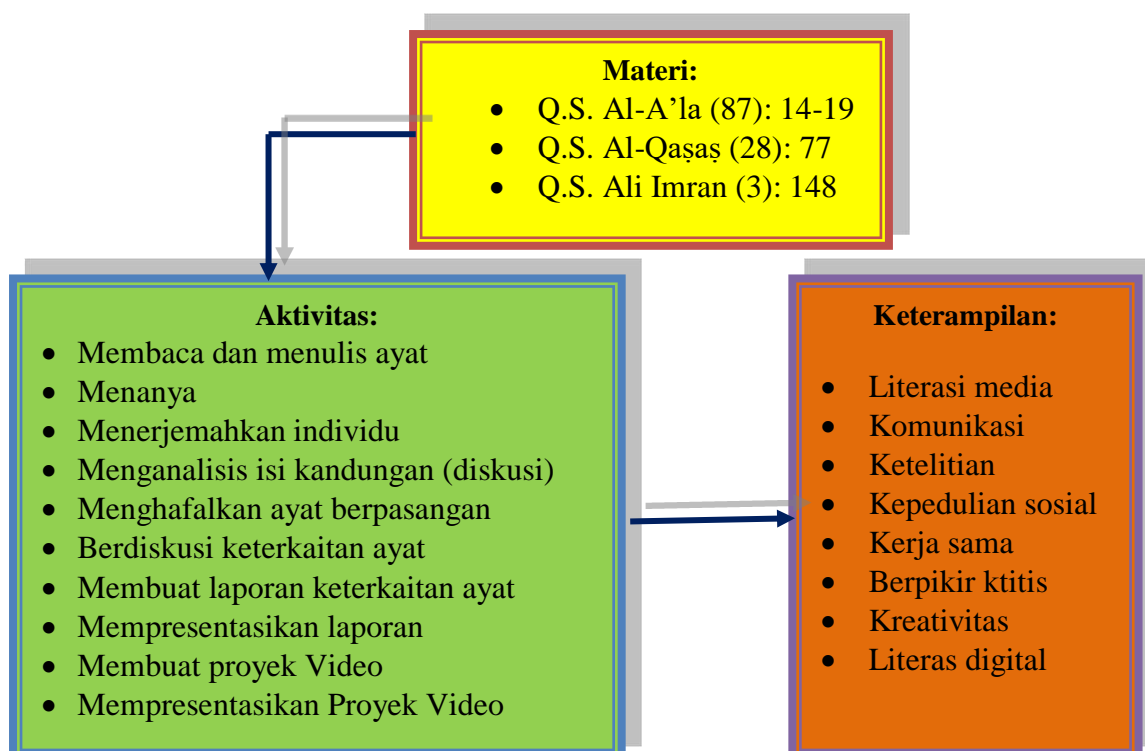 Materi:
• Q.S. Al-A’la (87): 14-19
• Q.S. Al-Qaṣaṣ (28): 77
• Q.S. Ali Imran (3): 148
Aktivitas:
• Membaca dan menulis ayat
• Menanya
• Menerjemahkan individu
• Menganalisis isi kandungan (diskusi)
• Menghafalkan ayat berpasangan
• Berdiskusi keterkaitan ayat
• Membuat laporan keterkaitan ayat
• Mempresentasikan laporan
• Membuat proyek Video
• Mempresentasikan Proyek Video
Keterampilan:
• Literasi media
• Komunikasi
• Ketelitian
• Kepedulian sosial
• Kerja sama
• Berpikir ktitis
• Kreativitas
• Literas digital